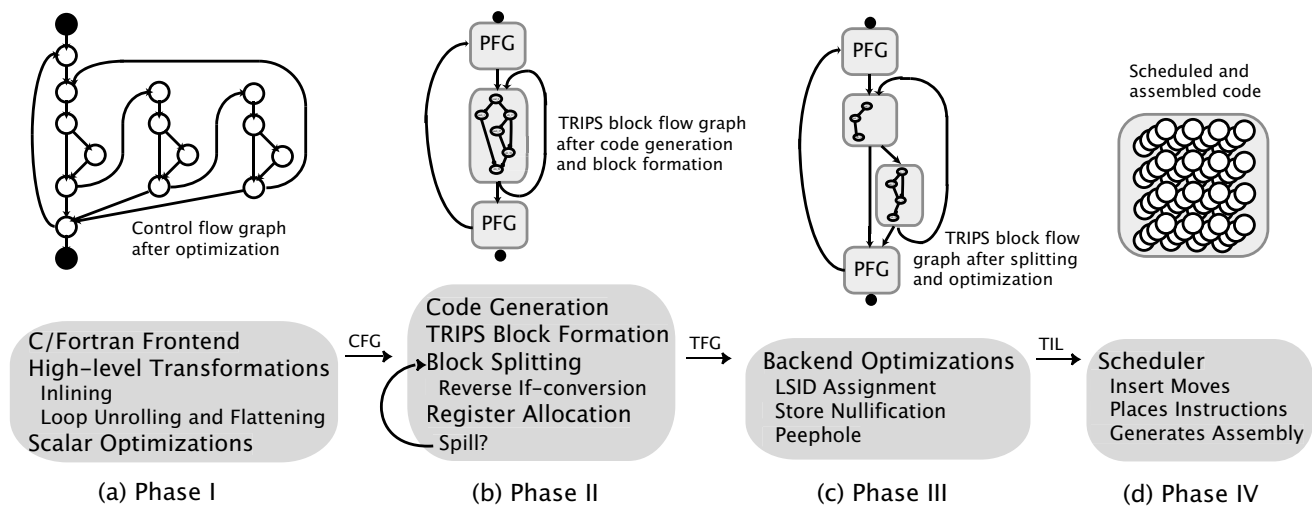 Control flow graph
after optimization
PFG
PFG
TRIPS block flow graph
after code generation
and block formation
PFG
PFG
TRIPS block flow
graph after splitting
and optimization
Scheduled and
assembled code
C/Fortran Frontend
High-level Transformations
Inlining
Loop Unrolling and Flattening
Scalar Optimizations
CFG
Code Generation
TRIPS Block Formation
Block Splitting
Reverse If-conversion
Register Allocation
Spill?
TFG
Backend Optimizations
LSID Assignment
Store Nullification
Peephole
TIL
Scheduler
Insert Moves
Places Instructions
Generates Assembly
(a) Phase I
(b) Phase II
(c) Phase III
(d) Phase IV